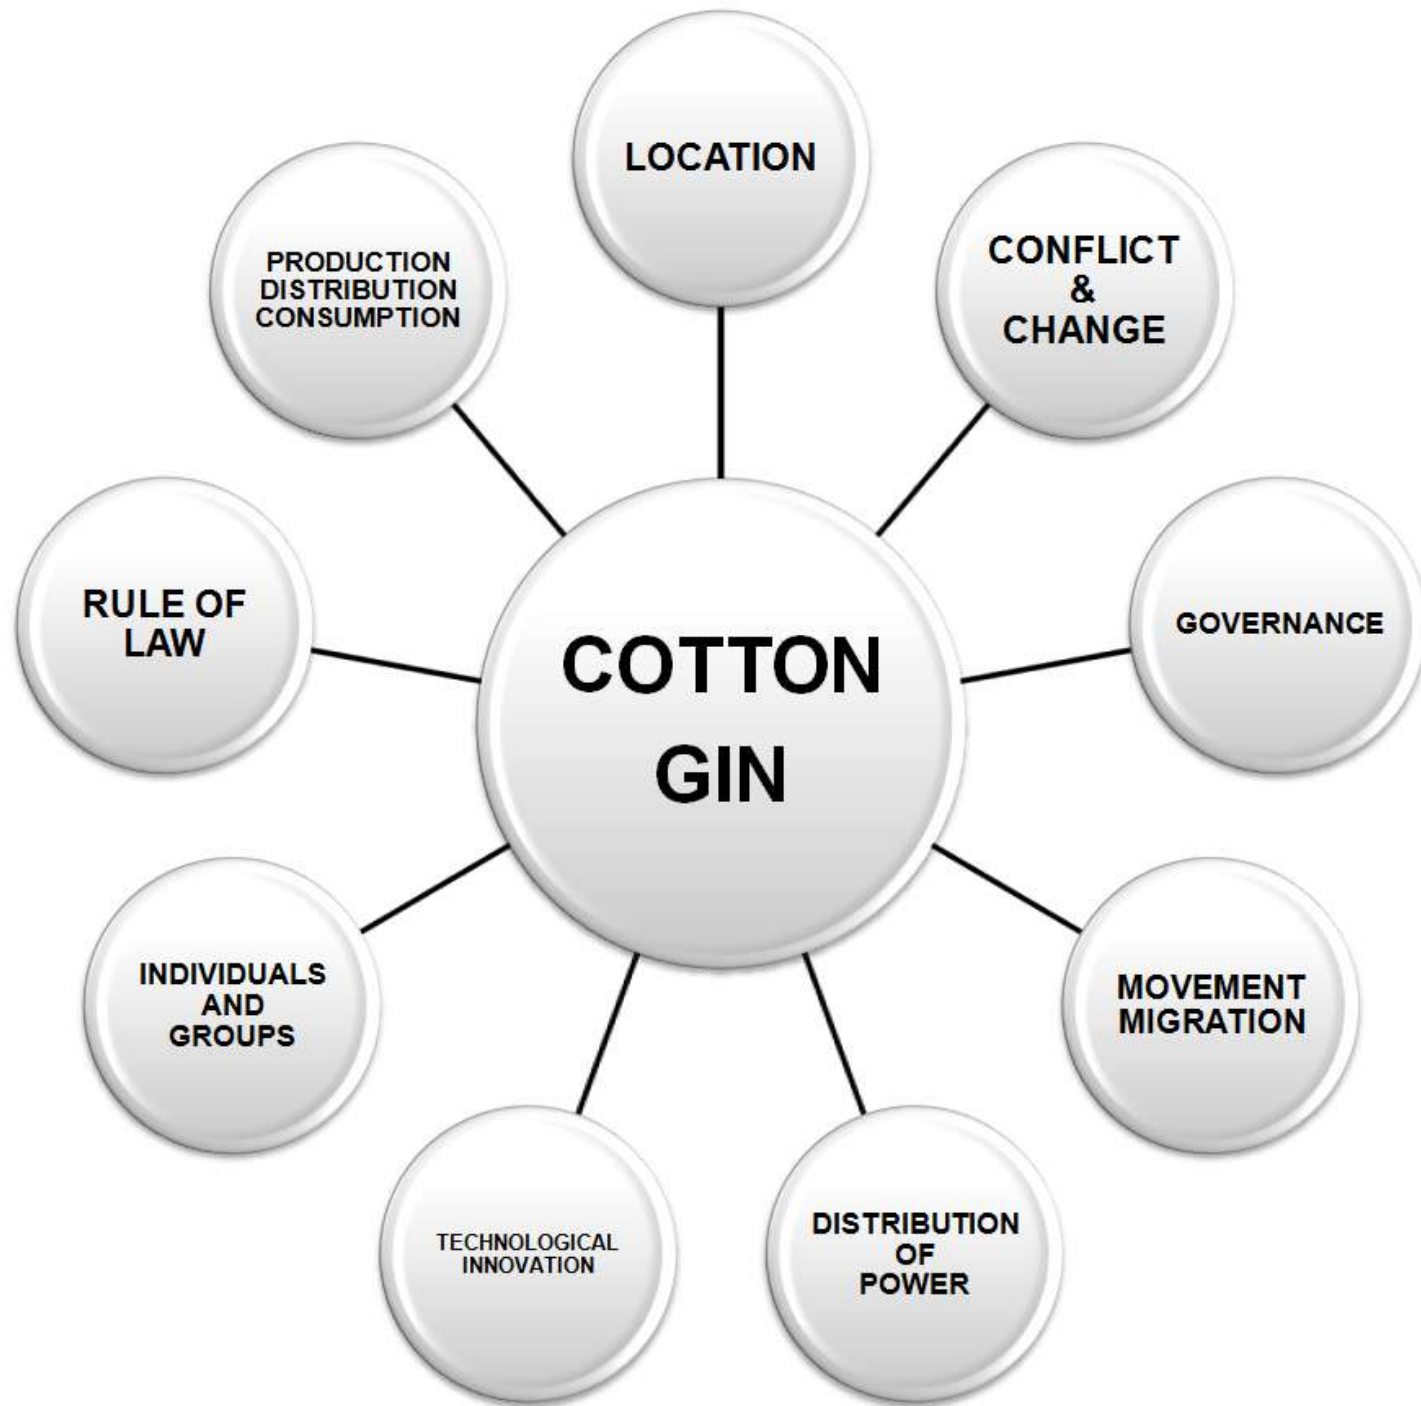 LOCATION
CONFLICT
&
CHANGE
GOVERNANCE
MOVEMENT
MIGRATION
DISTRIBUTION
OF
POWER
TECHNOLOGICAL
INNOVATION
INDIVIDUALS
AND
GROUPS
RULE OF
LAW
PRODUCTION
DISTRIBUTION
CONSUMPTION
COTTON
GIN